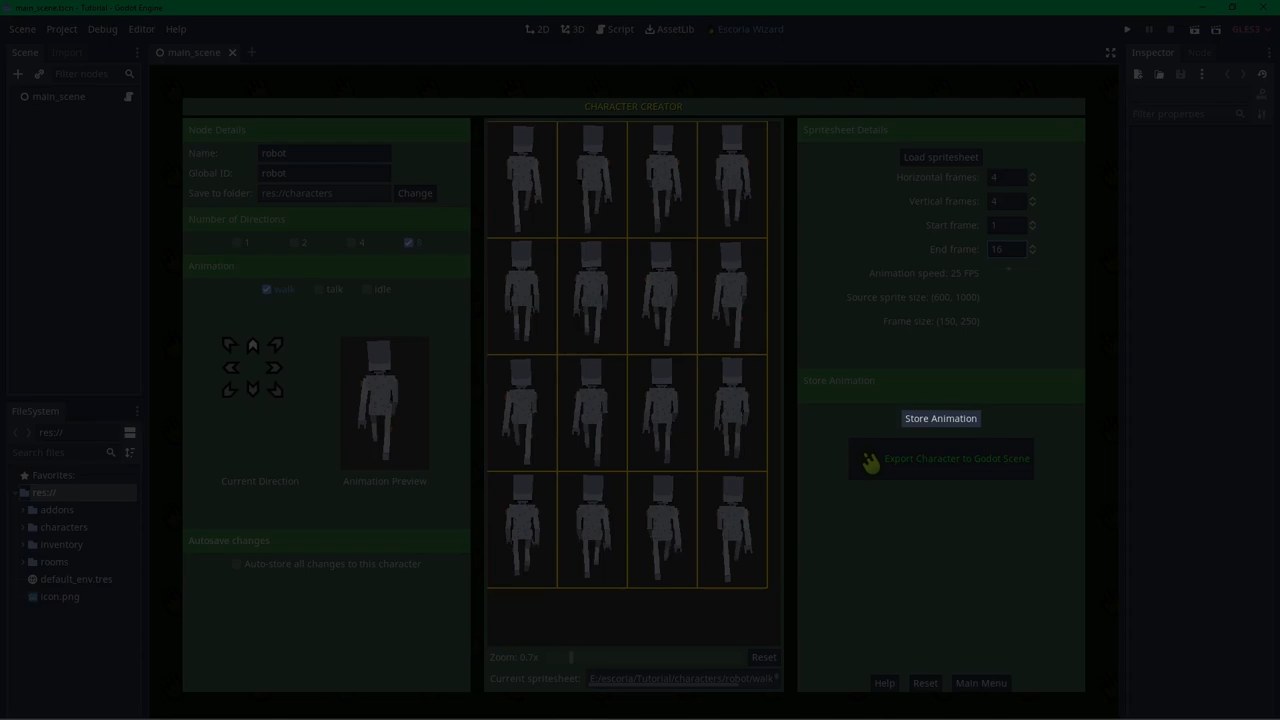 main_scene.tscn - Tutorial - Godot Engine
Scene Project Debug Editor Help
2D 3D Script AssetLib Escoria Wizard
GLES3
Scene Import
main_scene
Inspector Node
Filter nodes
main_scene
Filter properties
CHARACTER CREATOR
Node Details
Name: robot
Global ID: robot
Save to folder: res://characters Change
Number of Directions
1 2 4 8
Animation
walk talk idle
Current Direction Animation Preview
Autosave changes
Auto-store all changes to this character
Zoom: 0.7x Reset
Current spritesheet: E:/escoria/Tutorial/characters/robot/walk
Spritesheet Details
Load spritesheet
Horizontal frames: 4
Vertical frames: 4
Start frame: 1
End frame: 16
Animation speed: 25 FPS
Source sprite size: (600, 1000)
Frame size: (150, 250)
Store Animation
Store Animation
Export Character to Godot Scene
Help Reset Main Menu
FileSystem
res://
Search files
Favorites:
res://
addons
characters
inventory
rooms
default_env.tres
icon.png